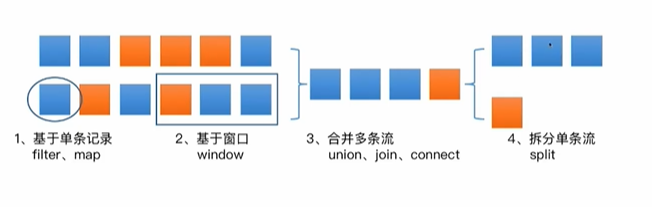 1、基于单条记录
filter、map
2、基于窗口
window
3、合并多条流
union、join、connect
4、拆分单条流
split